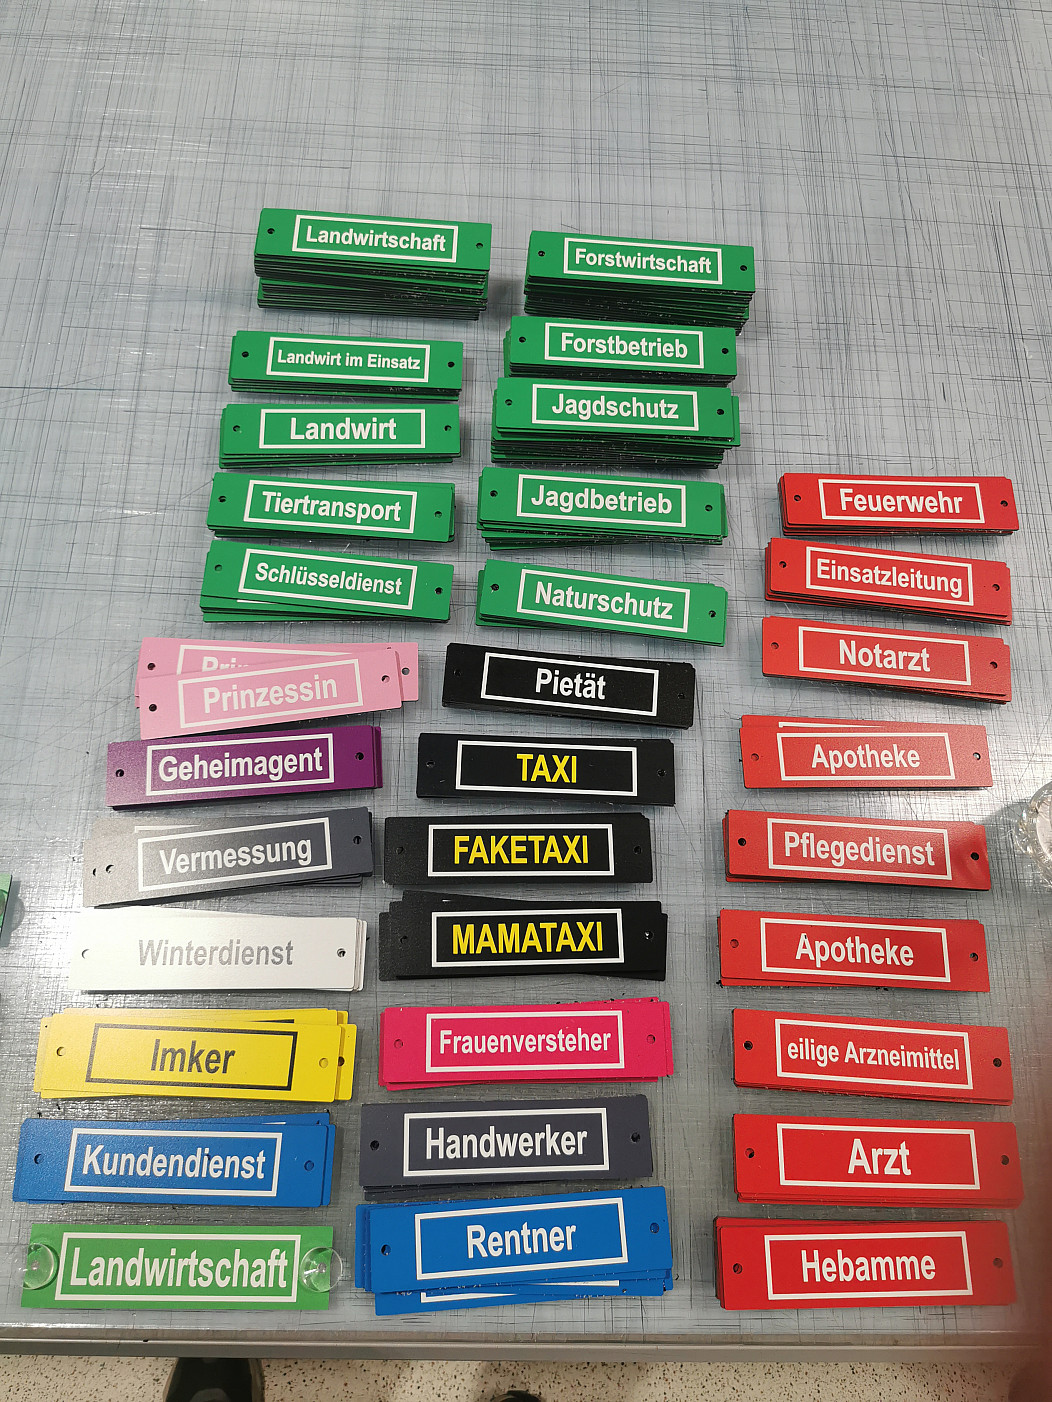 Landwirtschaft
Landwirt im Einsatz
Landwirt
Tiertransport
Schlüsseldienst
Prin
Prinzessin
Geheimagent
Vermessung
Winterdienst
Imker
Kundendienst
Landwirtschaft
Forstwirtschaft
Forstbetrieb
Jagdschutz
Jagdbetrieb
Naturschutz
Pietät
TAXI
FAKETAXI
MAMATAXI
Frauenversteher
Handwerker
Rentner
Feuerwehr
Einsatzleitung
Notarzt
Apotheke
Pflegedienst
Apotheke
eilige Arzneimittel
Arzt
Hebamme